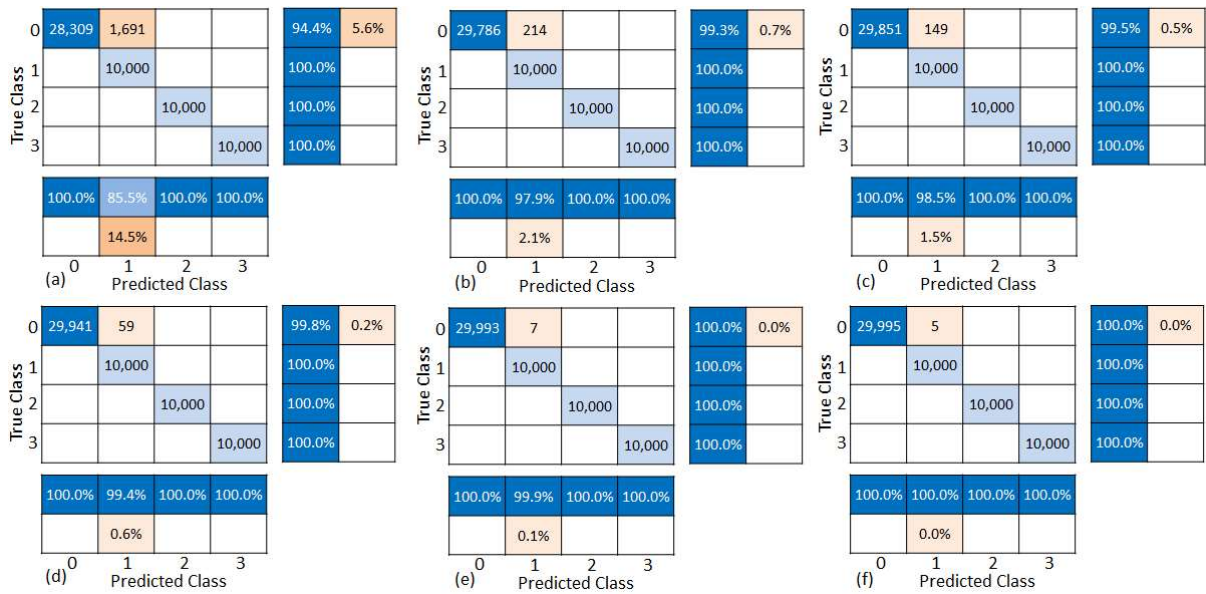 0 28,309 1,691 94.4% 5.6%
1 10,000 100.0%
2 10,000 100.0%
3 10,000 100.0%
True Class
100.0% 85.5% 100.0% 100.0%
14.5%
0 1 2 3
(a) Predicted Class
0 29,786 214 99.3% 0.7%
1 10,000 100.0%
2 10,000 100.0%
3 10,000 100.0%
True Class
100.0% 97.9% 100.0% 100.0%
2.1%
0 1 2 3
(b) Predicted Class
0 29,851 149 99.5% 0.5%
1 10,000 100.0%
2 10,000 100.0%
3 10,000 100.0%
True Class
100.0% 98.5% 100.0% 100.0%
1.5%
0 1 2 3
(c) Predicted Class
0 29,941 59 99.8% 0.2%
1 10,000 100.0%
2 10,000 100.0%
3 10,000 100.0%
True Class
100.0% 99.4% 100.0% 100.0%
0.6%
0 1 2 3
(d) Predicted Class
0 29,993 7 100.0% 0.0%
1 10,000 100.0%
2 10,000 100.0%
3 10,000 100.0%
True Class
100.0% 99.9% 100.0% 100.0%
0.1%
0 1 2 3
(e) Predicted Class
0 29,995 5 100.0% 0.0%
1 10,000 100.0%
2 10,000 100.0%
3 10,000 100.0%
True Class
100.0% 100.0% 100.0% 100.0%
0.0%
0 1 2 3
(f) Predicted Class